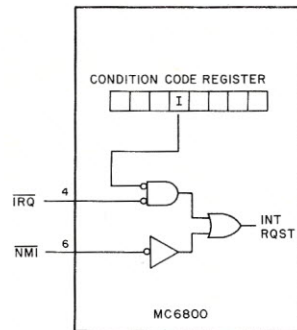 CONDITION CODE REGISTER
I
4
IRQ
6
NMI
INT
RQST
MC6800